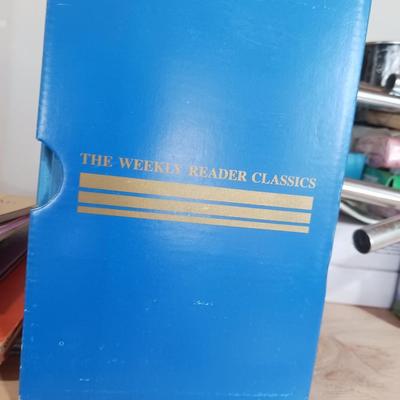 THE WEEKLY READER CLASSICS